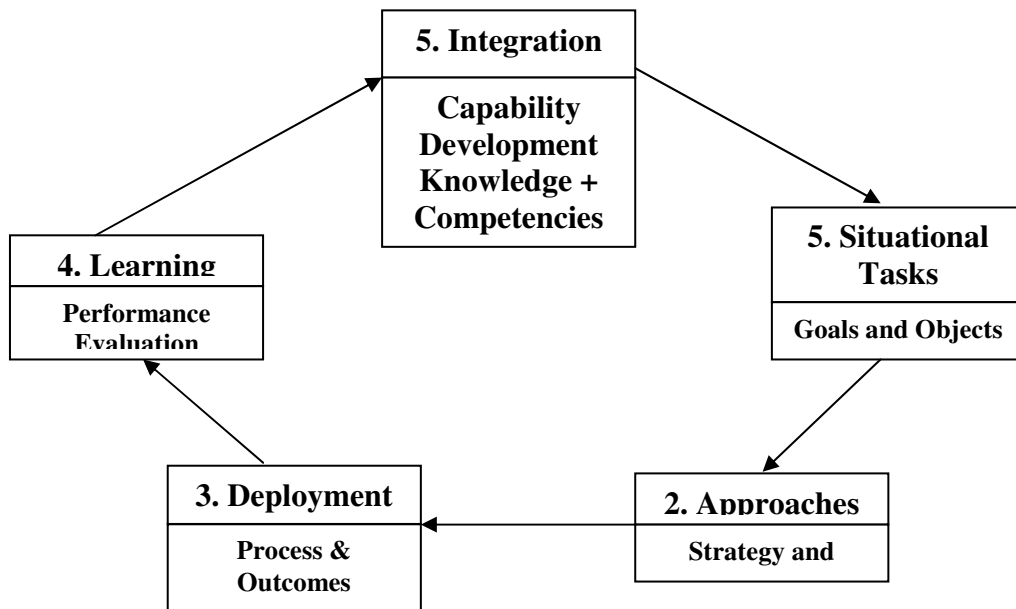 5. Integration
Capability
Development
Knowledge +
Competencies
5. Situational
Tasks
Goals and Objects
4. Learning
Performance
Evaluation
3. Deployment
Process &
Outcomes
2. Approaches
Strategy and